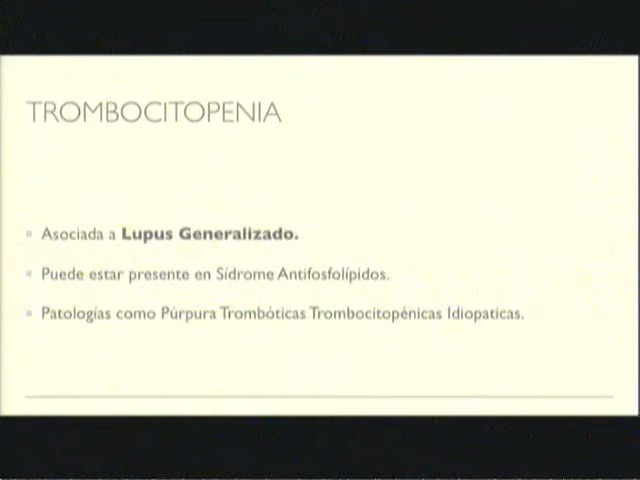 TROMBOCITOPENIA
Asociada a Lupus Generalizado.
Puede estar presente en Sídrome Antifosfolípidos.
Patologías como Púrpura Trombóticas Trombocitopénicas Idiopaticas.